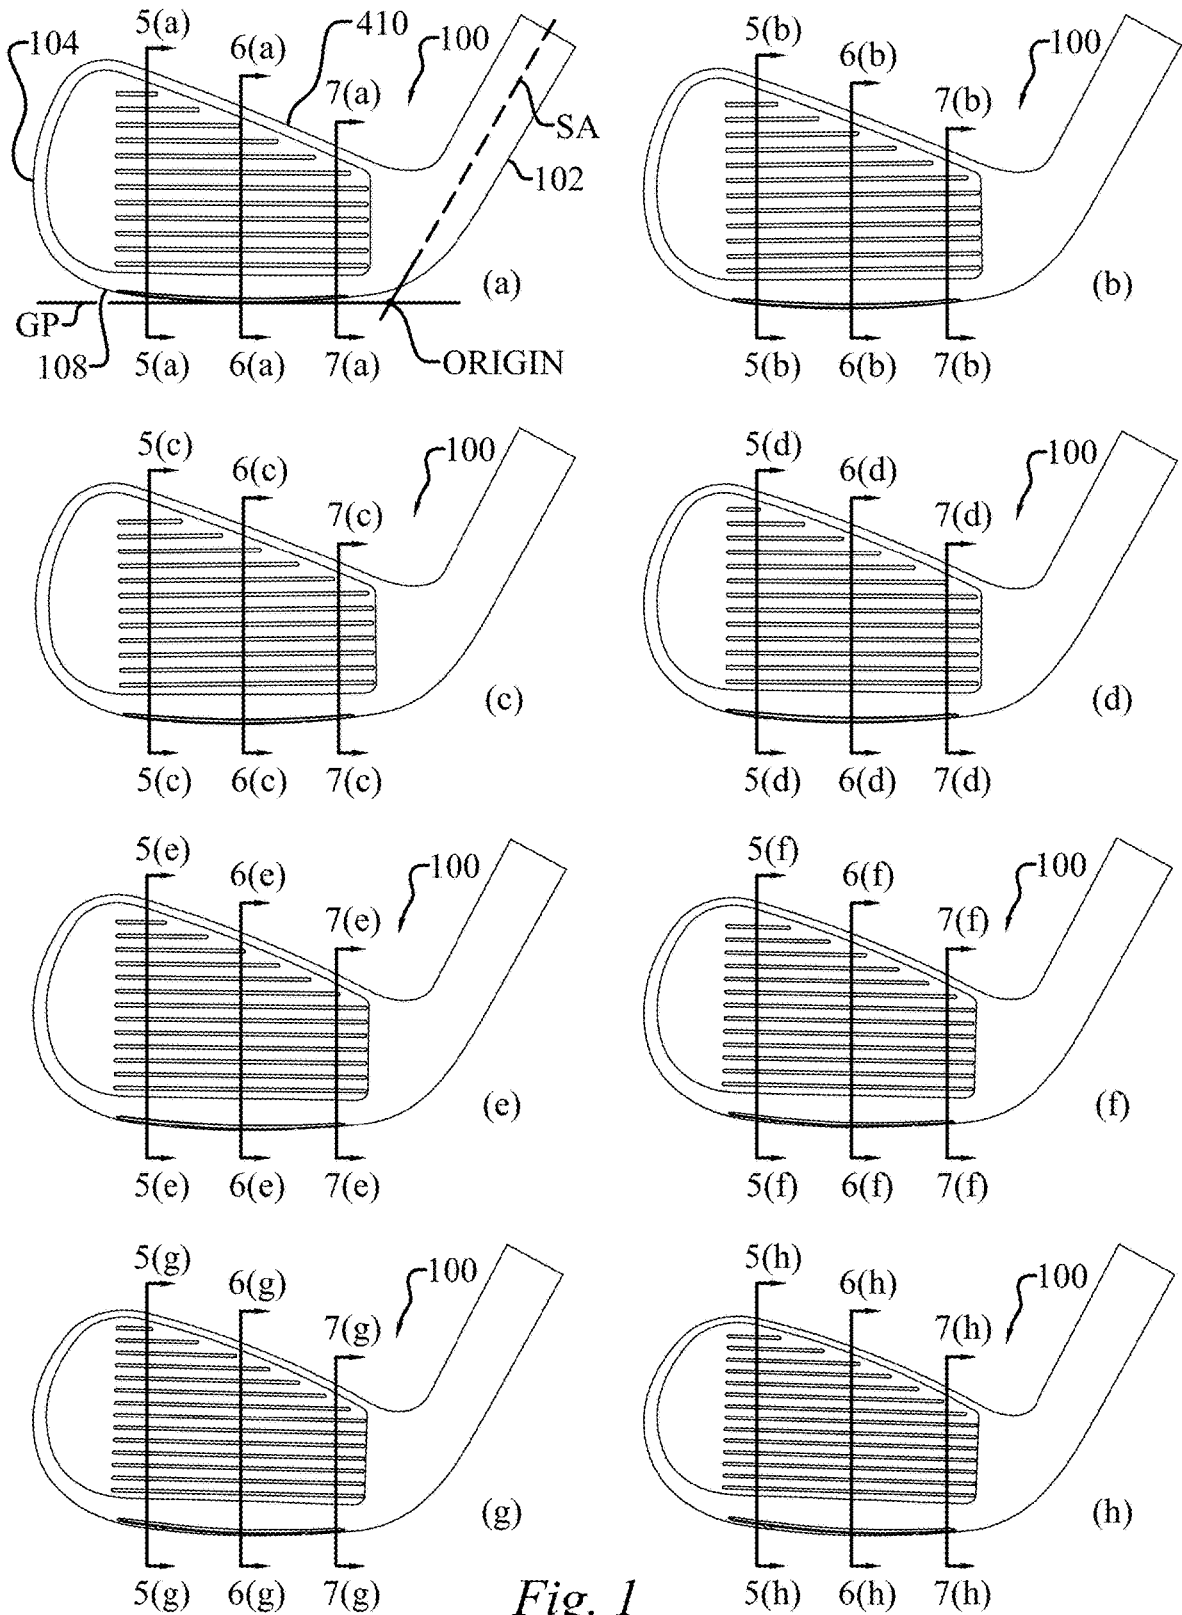 5(a)
410
5(b)
104
6(a)
100
6(b)
100
7(a)
SA
7(b)
102
(a)
(b)
GP
108
5(a)
6(a)
7(a)
ORIGIN
5(b)
6(b)
7(b)
5(c)
100
5(d)
100
6(c)
6(d)
7(c)
7(d)
(c)
(d)
5(c)
6(c)
7(c)
5(d)
6(d)
7(d)
5(e)
100
5(f)
100
6(e)
6(f)
7(e)
7(f)
(e)
(f)
5(e)
6(e)
7(e)
5(f)
6(f)
7(f)
5(g)
100
5(h)
100
6(g)
6(h)
7(g)
7(h)
(g)
(h)
5(g)
6(g)
7(g)
5(h)
6(h)
7(h)
Fig. 1